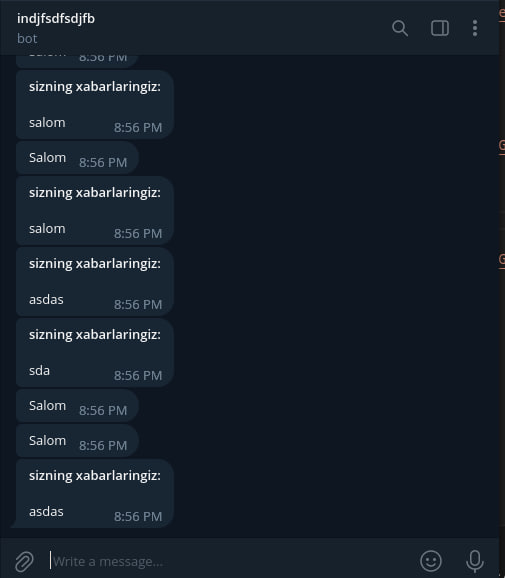 indjfsdfsdjfb
bot
Salom 8:56 PM
sizning xabarlaringiz:
salom 8:56 PM
Salom 8:56 PM
sizning xabarlaringiz:
salom 8:56 PM
sizning xabarlaringiz:
asdas 8:56 PM
sizning xabarlaringiz:
sda 8:56 PM
Salom 8:56 PM
Salom 8:56 PM
sizning xabarlaringiz:
asdas 8:56 PM
Write a message...